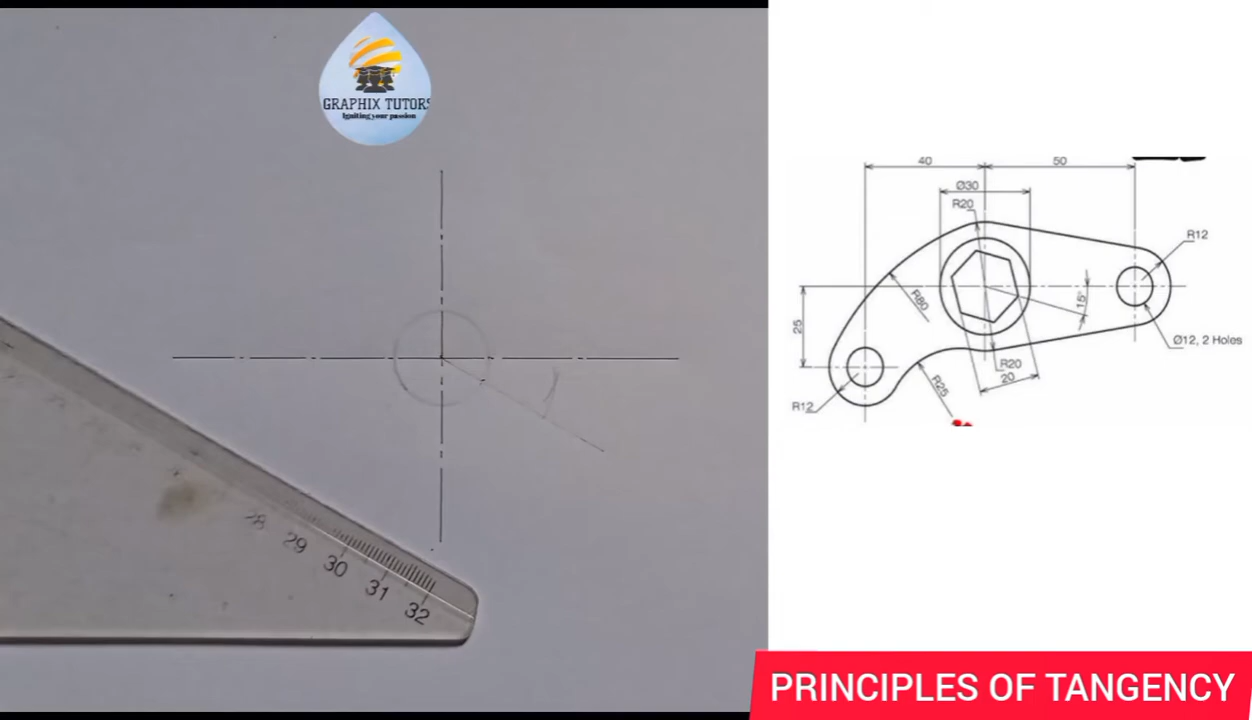 GRAPHIX TUTORS
Igniting your passion
40
50
Ø30
R20
R12
R80
15°
25
Ø12, 2 Holes
R20
20
R25
R12
28
29
30
31
32
PRINCIPLES OF TANGENCY